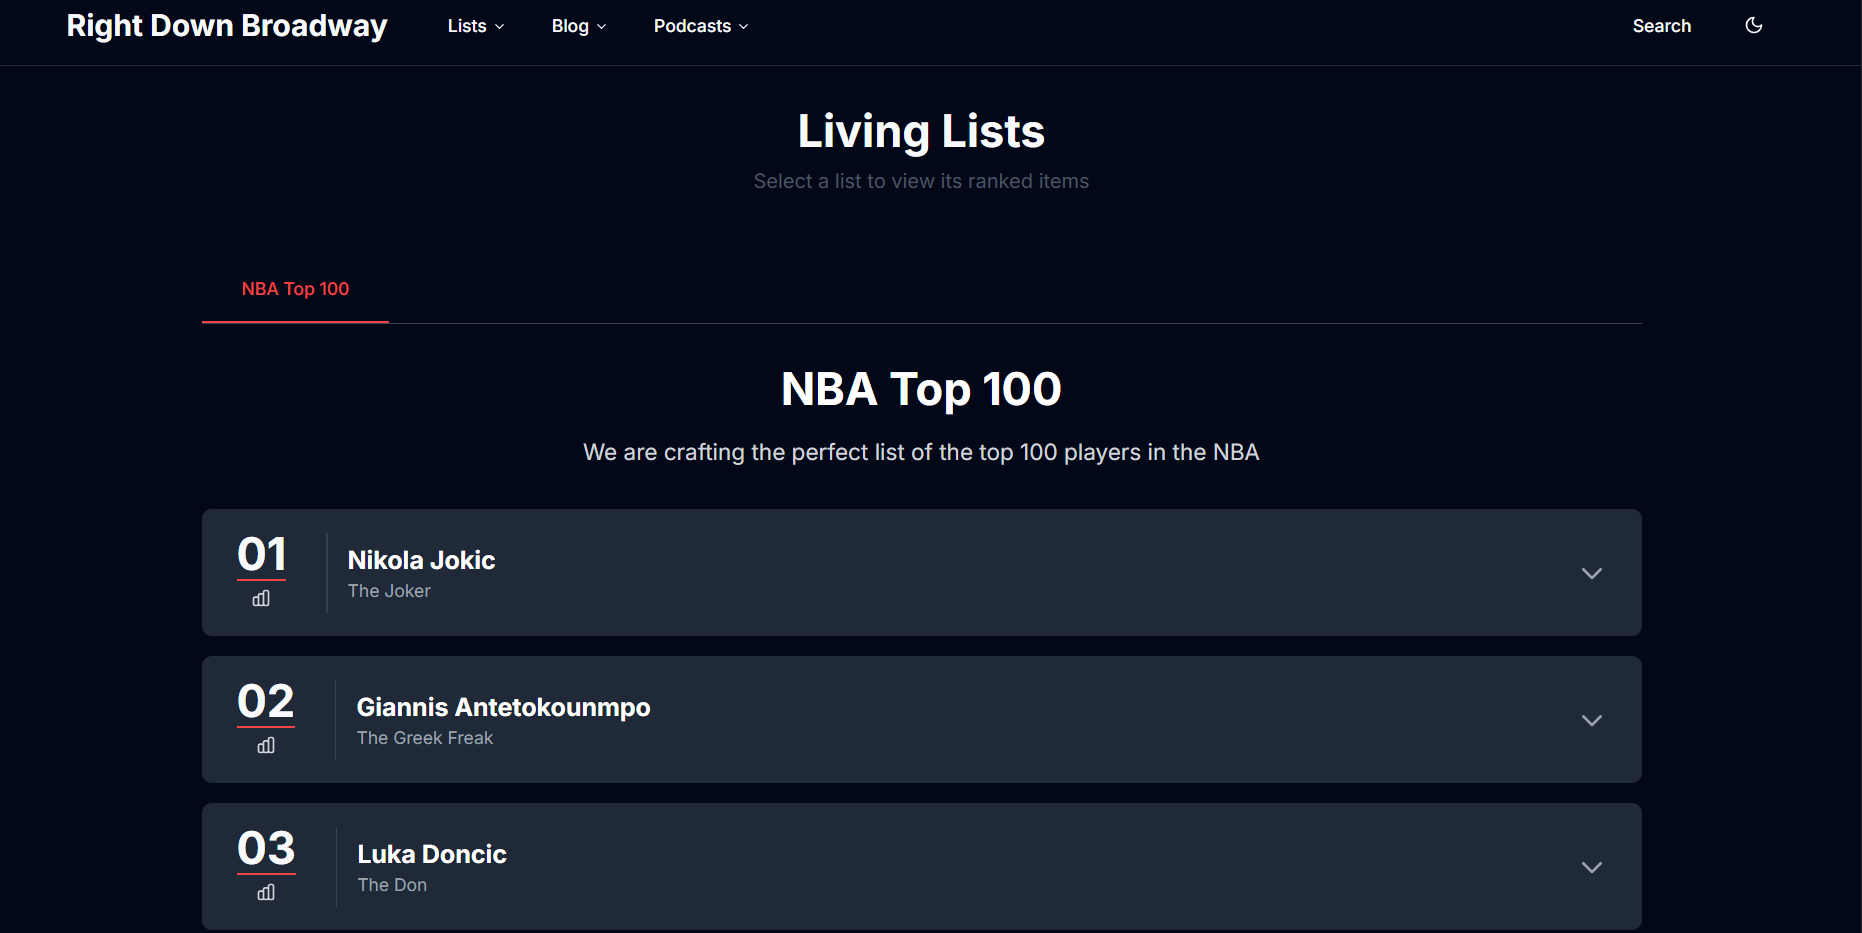 Right Down Broadway Lists Blog Podcasts Search
Living Lists
Select a list to view its ranked items
NBA Top 100
NBA Top 100
We are crafting the perfect list of the top 100 players in the NBA
01
Nikola Jokic
The Joker
02
Giannis Antetokounmpo
The Greek Freak
03
Luka Doncic
The Don